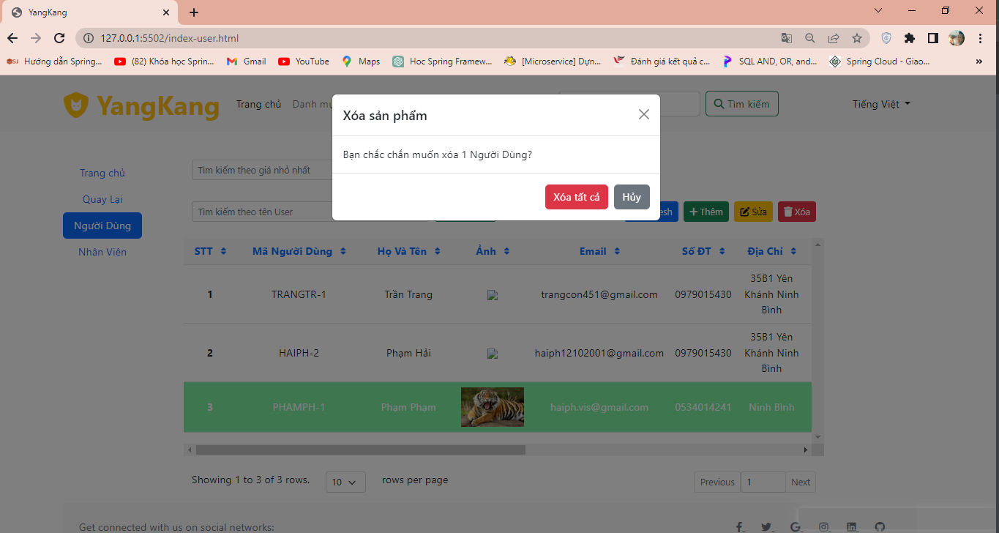 YangKang
127.0.0.1:5502/index-user.html
Hướng dẫn Spring...
(82) Khóa học Sprin...
Gmail
YouTube
Maps
Hoc Spring Framew...
[Microservice] Dựn...
Đánh giá kết quả c...
SQL AND, OR, and...
Spring Cloud - Giao...
»
YangKang
Trang chủ
Danh mụ
Tìm kiếm
Tiếng Việt
Xóa sản phẩm
Bạn chắc chắn muốn xóa 1 Người Dùng?
Xóa tất cả
Hủy
Trang chủ
Quay Lại
Người Dùng
Nhân Viên
Tìm kiếm theo giá nhỏ nhất
Tìm kiếm theo tên User
esh
Thêm
Sửa
Xóa
STT Mã Người Dùng Họ Và Tên Ảnh Email Số ĐT Địa Chỉ
1 TRANGTR-1 Trần Trang trangcon451@gmail.com 0979015430 35B1 Yên
Khánh Ninh
Bình
2 HAIPH-2 Phạm Hải haiph12102001@gmail.com 0979015430 35B1 Yên
Khánh Ninh
Bình
3 PHAMPH-1 Phạm Phạm haiph.vis@gmail.com 0534014241 Ninh Bình
Showing 1 to 3 of 3 rows. 10 rows per page
Previous 1 Next
Get connected with us on social networks: